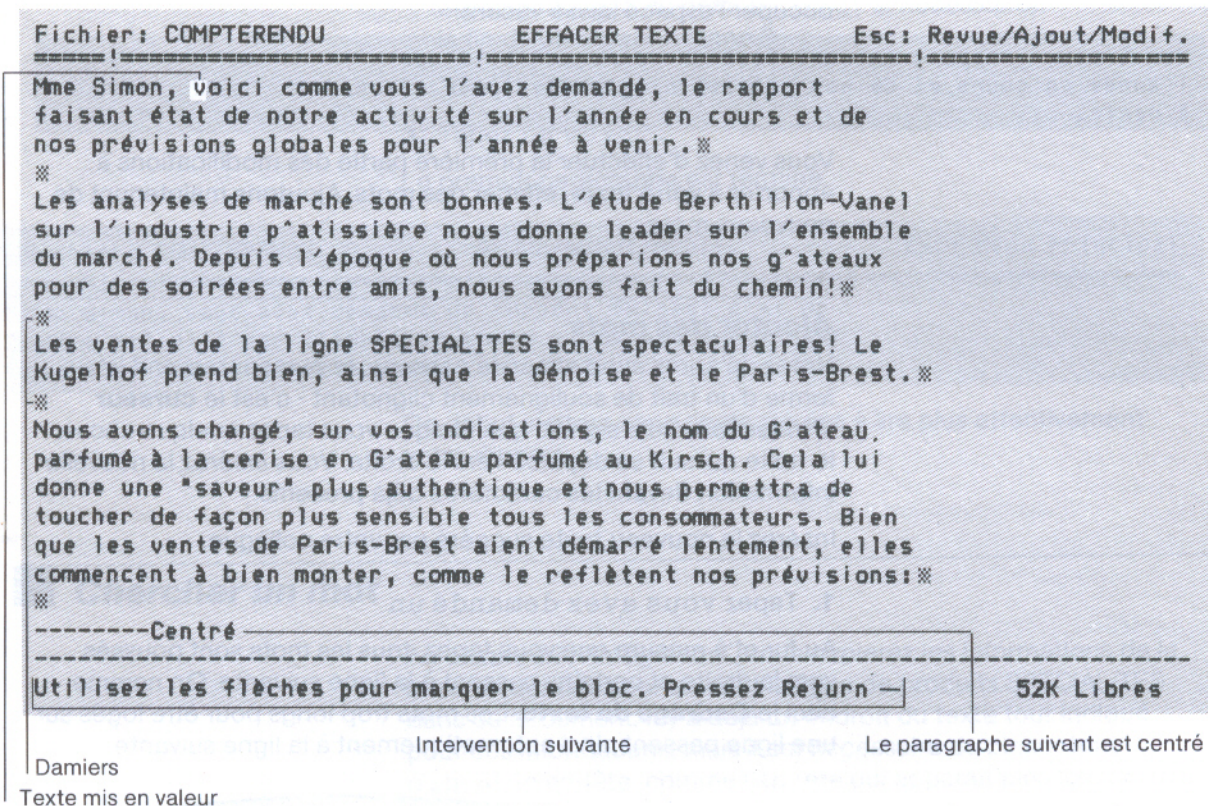 Fichier: COMPTERENDU EFFACER TEXTE Esc: Revue/Ajout/Modif.
=====!===========================!===========================!==================
Mme Simon, voici comme vous l'avez demandé, le rapport
faisant état de notre activité sur l'année en cours et de
nos prévisions globales pour l'année à venir.※
※
Les analyses de marché sont bonnes. L'étude Berthillon-Vanel
sur l'industrie p^atissière nous donne leader sur l'ensemble
du marché. Depuis l'époque où nous préparions nos g^ateaux
pour des soirées entre amis, nous avons fait du chemin!※
※
Les ventes de la ligne SPECIALITES sont spectaculaires! Le
Kugelhof prend bien, ainsi que la Génoise et le Paris-Brest.※
※
Nous avons changé, sur vos indications, le nom du G^ateau
parfumé à la cerise en G^ateau parfumé au Kirsch. Cela lui
donne une "saveur" plus authentique et nous permettra de
toucher de façon plus sensible tous les consommateurs. Bien
que les ventes de Paris-Brest aient démarré lentement, elles
commencent à bien monter, comme le reflètent nos prévisions:※
※
--------Centré
Utilisez les flèches pour marquer le bloc. Pressez Return — 52K Libres
Intervention suivante Le paragraphe suivant est centré
Damiers
Texte mis en valeur